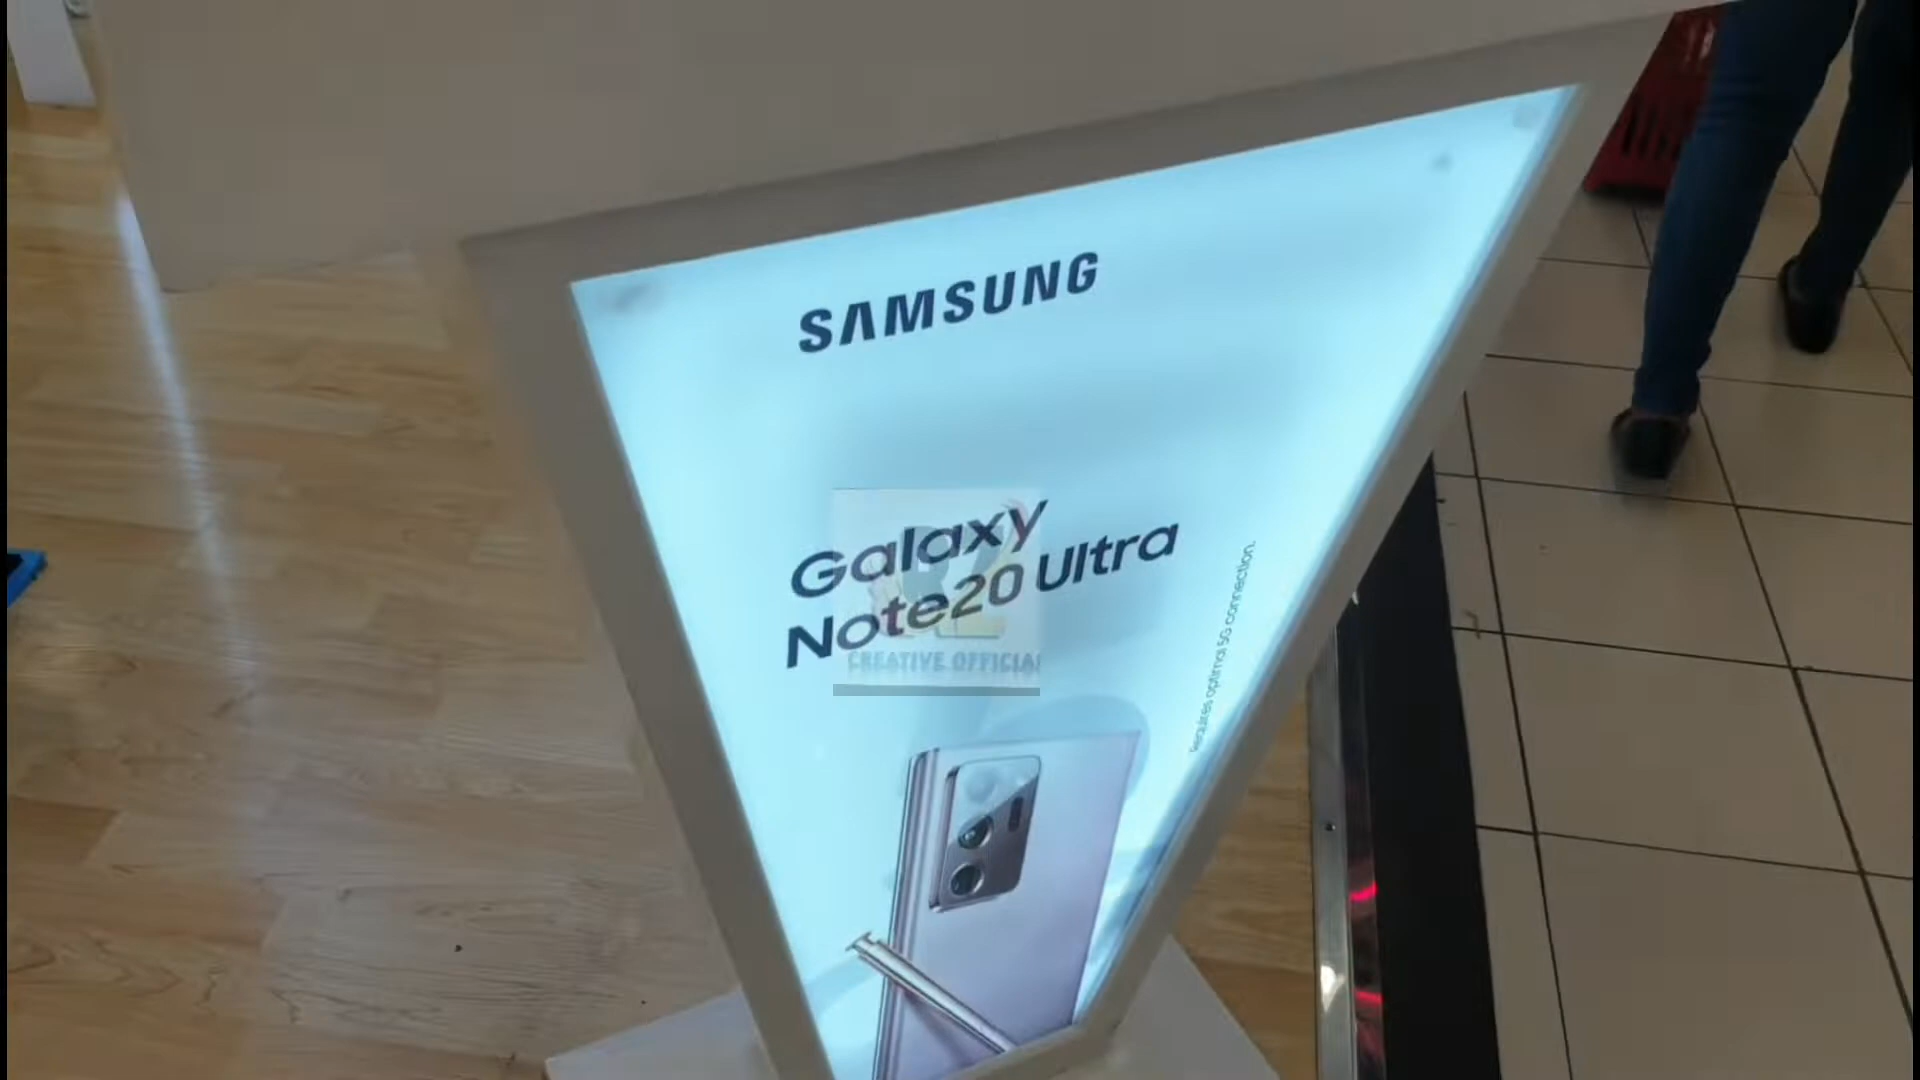 SAMSUNG
Galaxy
Note20 Ultra
Requires optimal 5G connection.
CREATIVE OFFICIAL